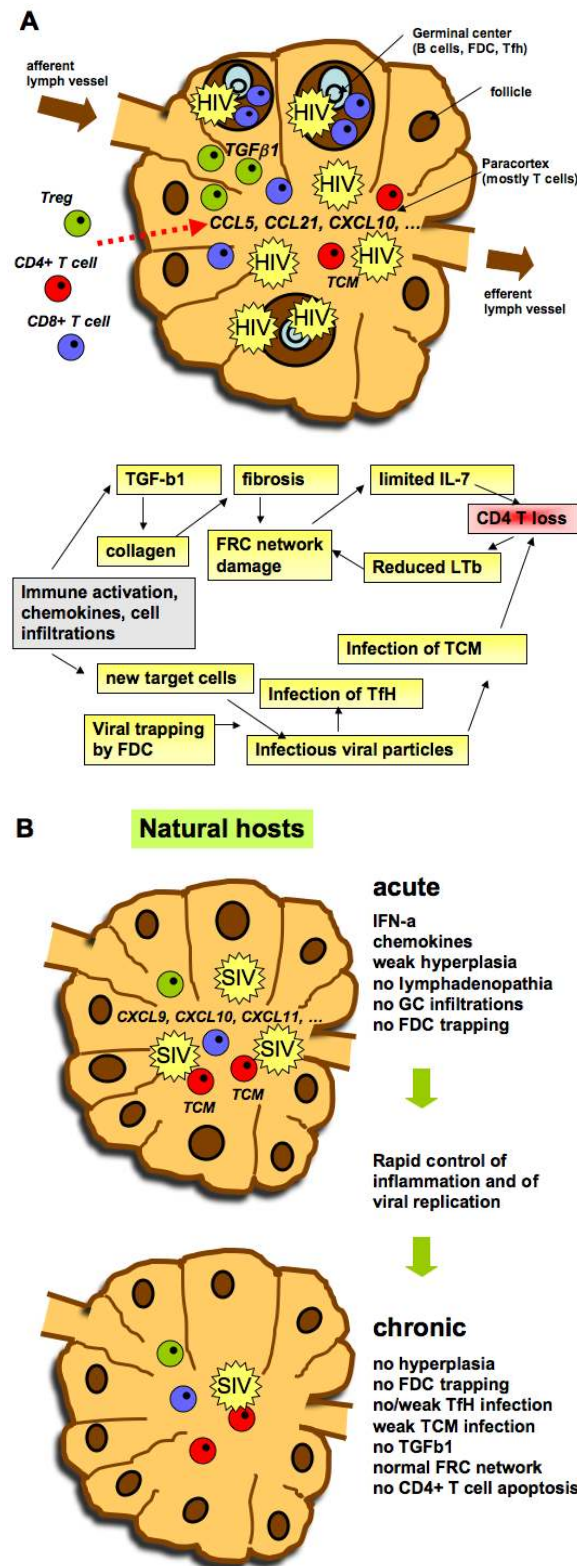 A
afferent
lymph vessel
Germinal center
(B cells, FDC, Tfh)
follicle
HIV
HIV
TGFβ1
HIV
Paracortex
(mostly T cells)
Treg
CCL5, CCL21, CXCL10, ...
CD4+ T cell
HIV
HIV
TCM
CD8+ T cell
efferent
lymph vessel
HIV
HIV
TGF-b1
fibrosis
limited IL-7
CD4 T loss
collagen
FRC network
damage
Reduced LTb
Immune activation,
chemokines, cell
infiltrations
Infection of TCM
new target cells
Infection of TfH
Viral trapping
by FDC
Infectious viral particles
B
Natural hosts
acute
IFN-a
chemokines
weak hyperplasia
no lymphadenopathia
no GC infiltrations
no FDC trapping
SIV
CXCL9, CXCL10, CXCL11, ...
SIV
SIV
TCM
TCM
Rapid control of
inflammation and of
viral replication
chronic
no hyperplasia
no FDC trapping
no/weak TfH infection
weak TCM infection
no TGFb1
normal FRC network
no CD4+ T cell apoptosis
SIV